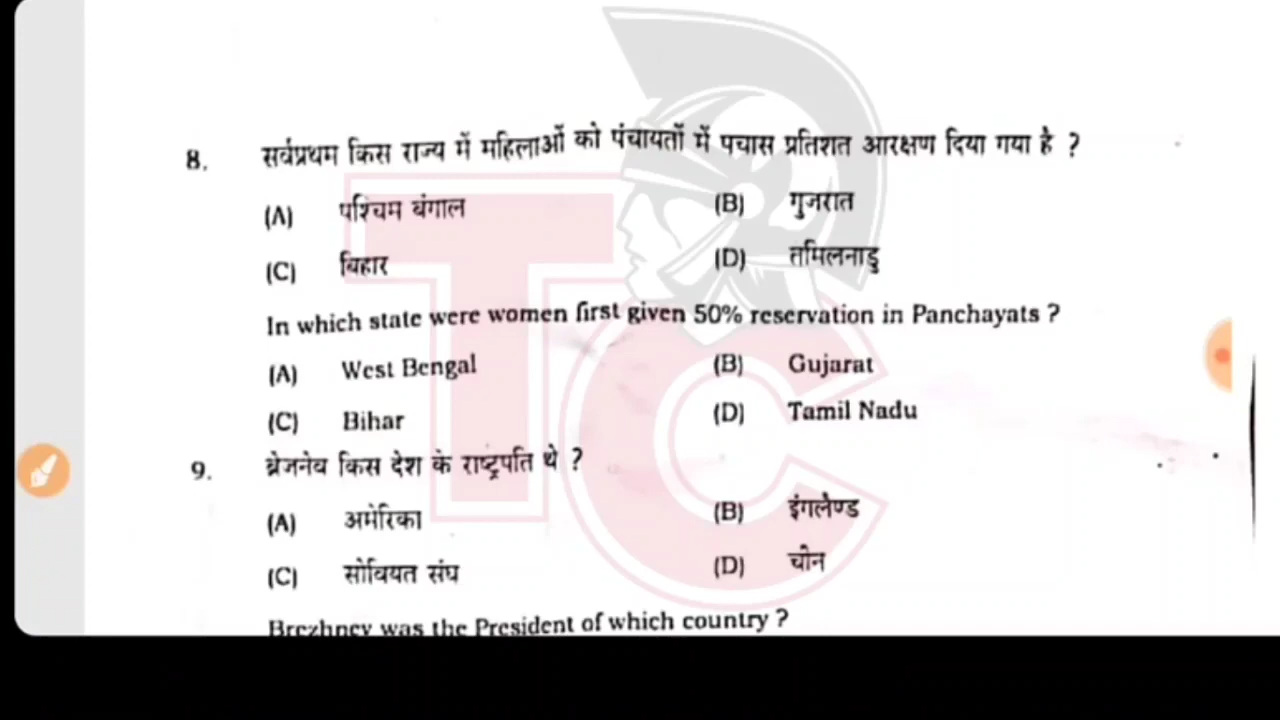 8. सर्वप्रथम किस राज्य में महिलाओं को पंचायतों में पचास प्रतिशत आरक्षण दिया गया है ?
(A) पश्चिम बंगाल (B) गुजरात
(C) बिहार (D) तमिलनाडु
In which state were women first given 50% reservation in Panchayats ?
(A) West Bengal (B) Gujarat
(C) Bihar (D) Tamil Nadu
9. ब्रेजनेव किस देश के राष्ट्रपति थे ?
(A) अमेरिका (B) इंगलैण्ड
(C) सोवियत संघ (D) चीन
Brezhnev was the President of which country ?
TC